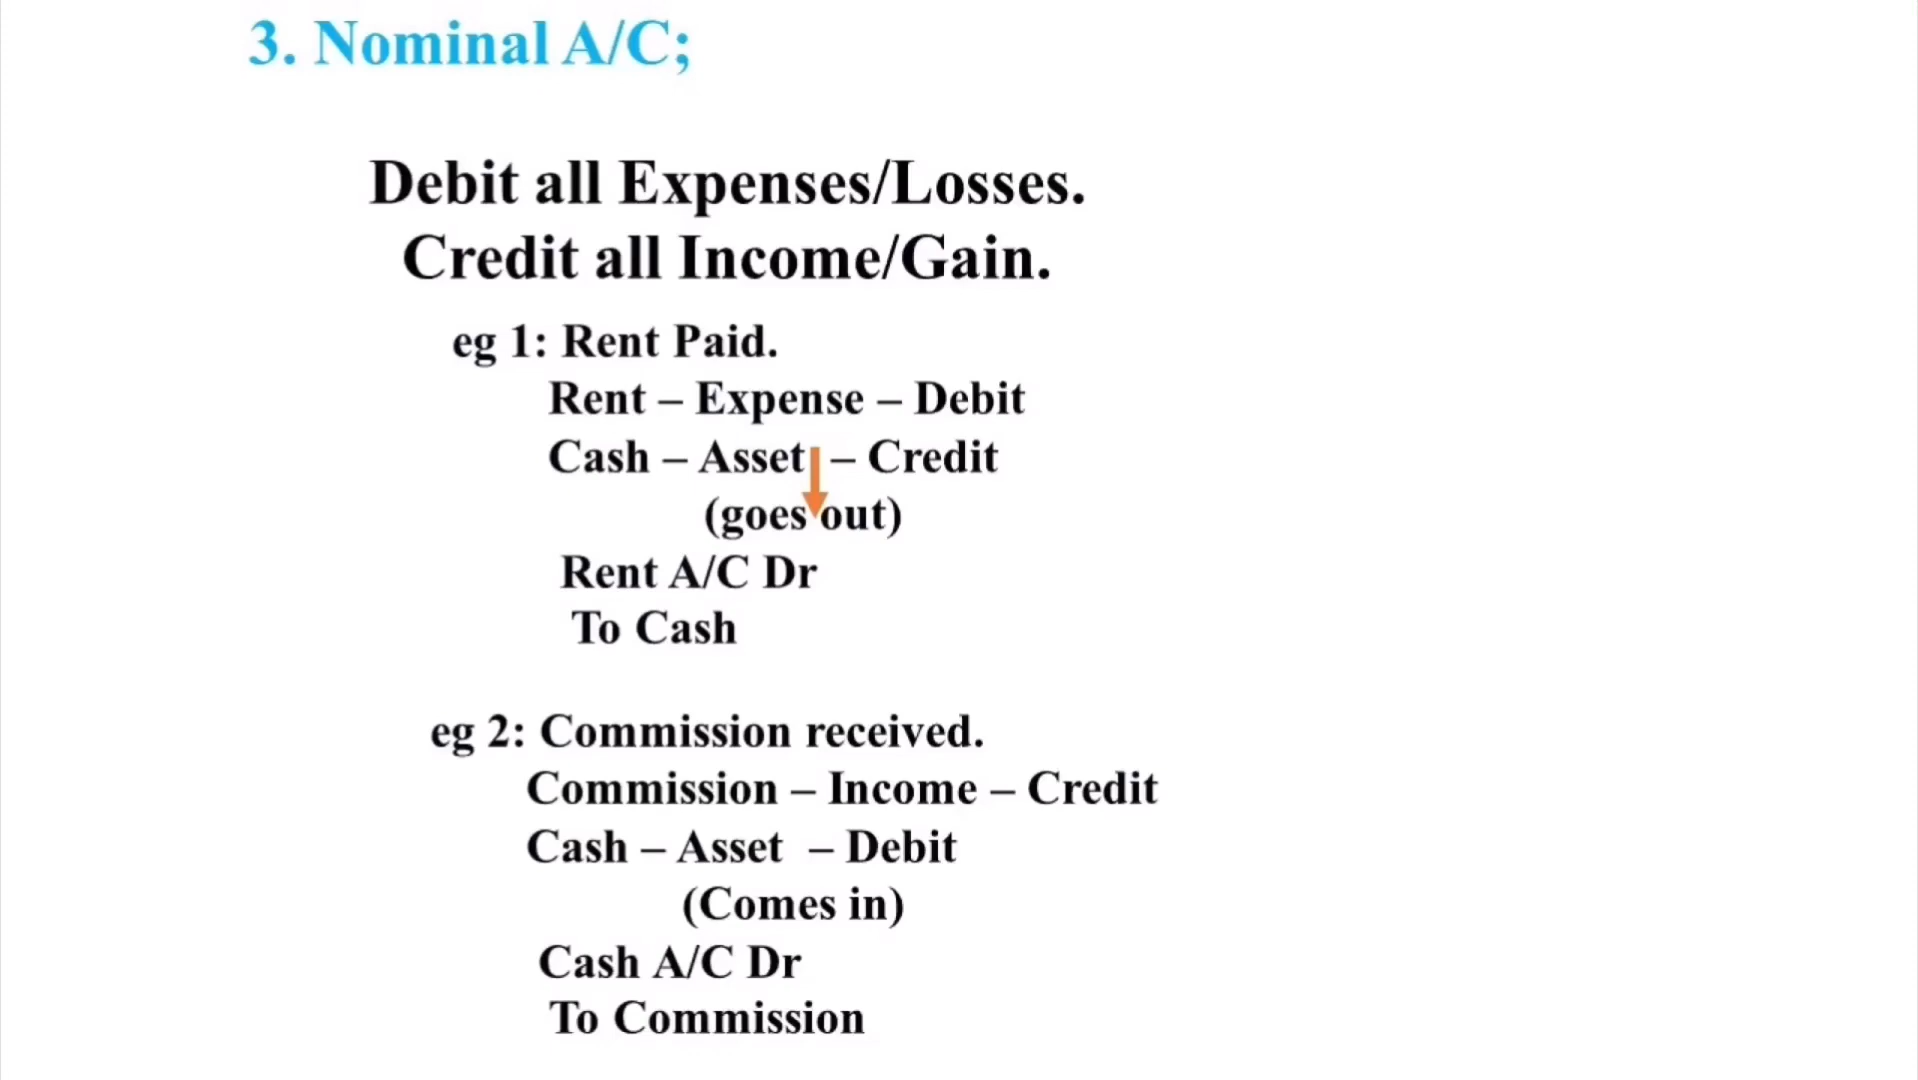 3. Nominal A/C;
Debit all Expenses/Losses.
Credit all Income/Gain.
eg 1: Rent Paid.
Rent – Expense – Debit
Cash – Asset – Credit
(goes out)
Rent A/C Dr
To Cash
eg 2: Commission received.
Commission – Income – Credit
Cash – Asset – Debit
(Comes in)
Cash A/C Dr
To Commission